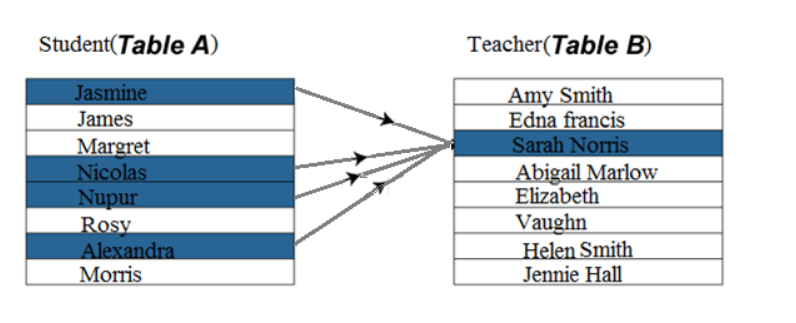 Student(Table A)
Jasmine
James
Margret
Nicolas
Nupur
Rosy
Alexandra
Morris
Teacher(Table B)
Amy Smith
Edna francis
Sarah Norris
Abigail Marlow
Elizabeth
Vaughn
Helen Smith
Jennie Hall